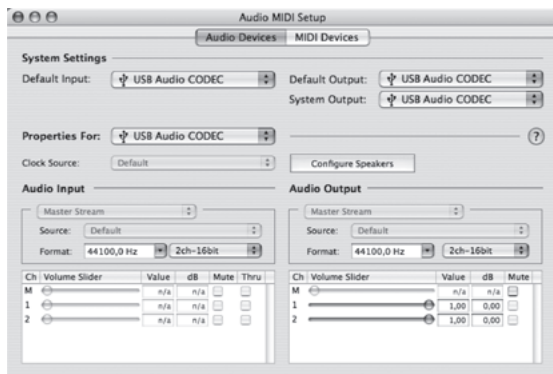 Audio MIDI Setup
Audio Devices MIDI Devices
System Settings
Default Input: USB Audio CODEC
Default Output: USB Audio CODEC
System Output: USB Audio CODEC
Properties For: USB Audio CODEC ?
Clock Source: Default
Configure Speakers
Audio Input
Master Stream
Source: Default
Format: 44100,0 Hz 2ch-16bit
Ch Volume Slider Value dB Mute Thru
M n/a n/a
1 n/a n/a
2 n/a n/a
Audio Output
Master Stream
Source: Default
Format: 44100,0 Hz 2ch-16bit
Ch Volume Slider Value dB Mute
M n/a n/a
1 1,00 0,00
2 1,00 0,00